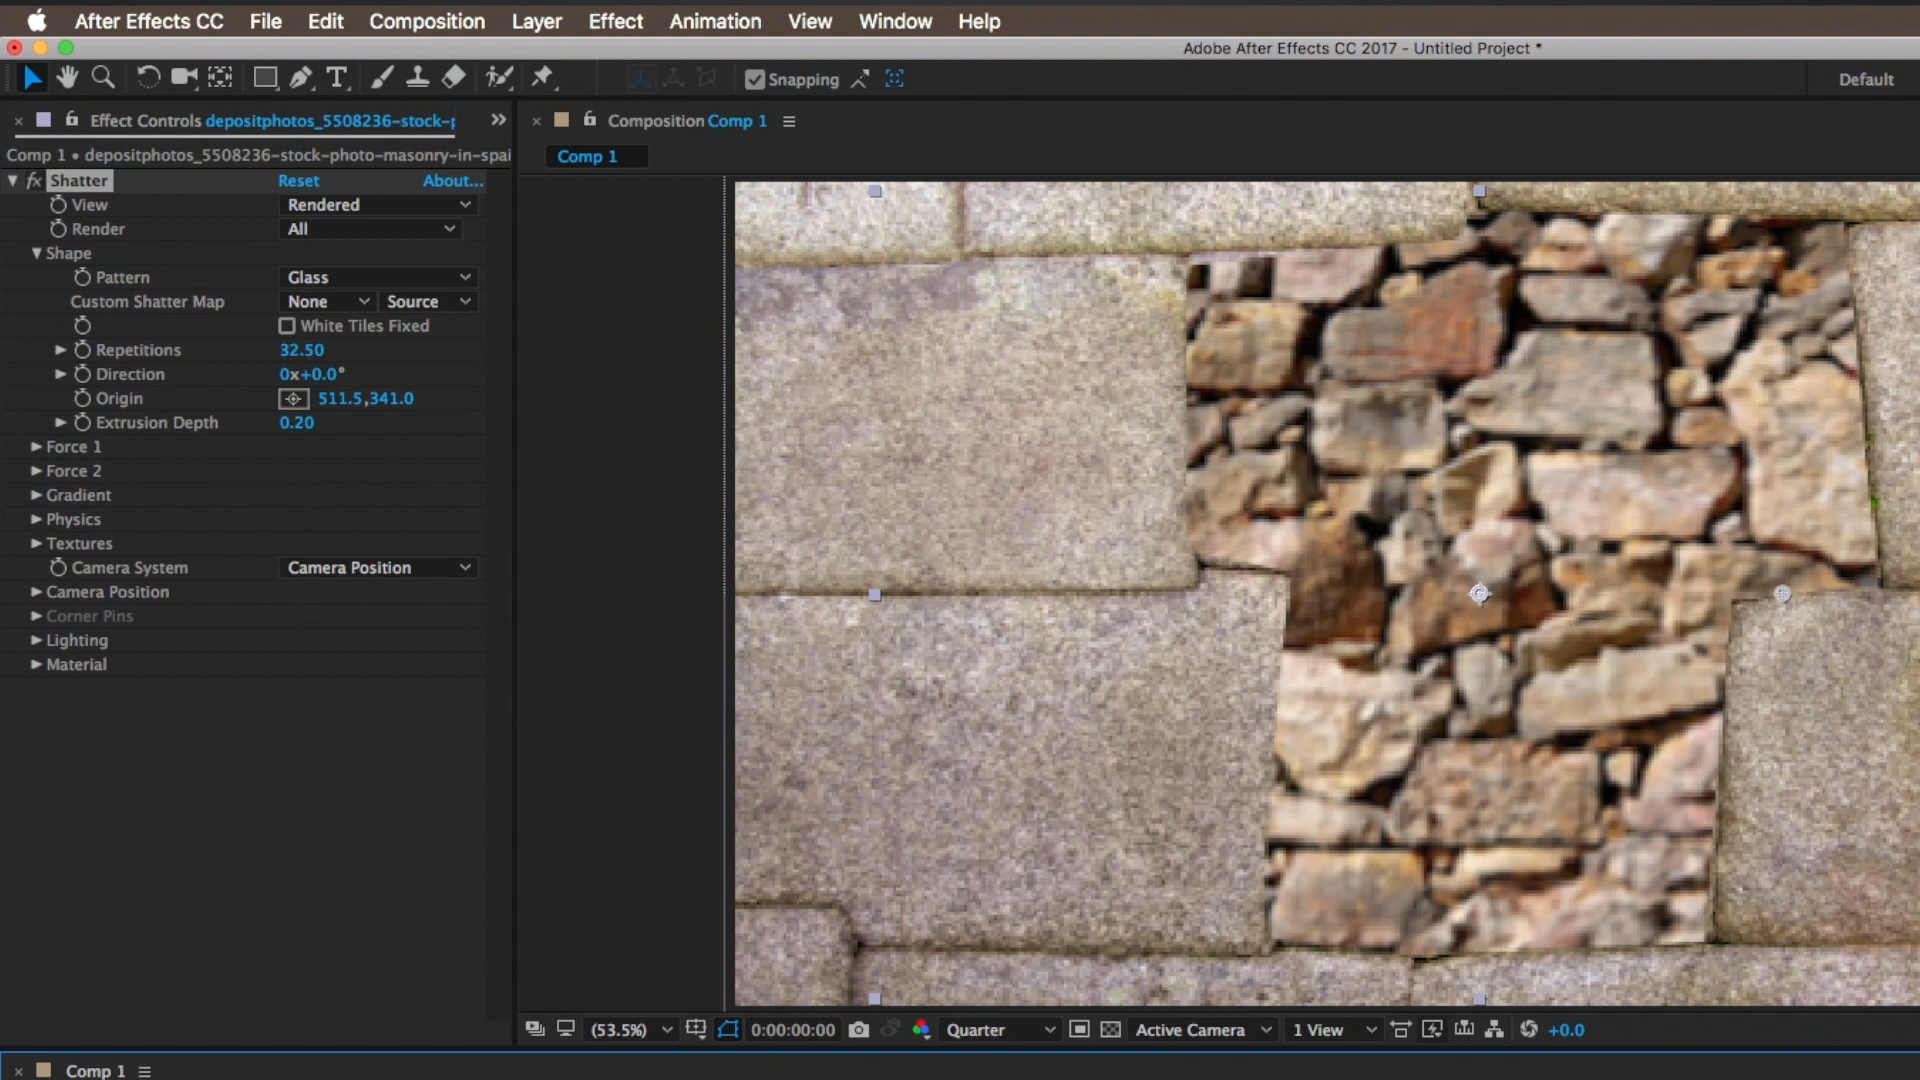 After Effects CC File Edit Composition Layer Effect Animation View Window Help
Adobe After Effects CC 2017 - Untitled Project *
Snapping Default
Effect Controls depositphotos_5508236-stock-p
Composition Comp 1
Comp 1 • depositphotos_5508236-stock-photo-masonry-in-spai
Comp 1
fx Shatter Reset About...
View Rendered
Render All
Shape
Pattern Glass
Custom Shatter Map None Source
White Tiles Fixed
Repetitions 32.50
Direction 0x+0.0°
Origin 511.5,341.0
Extrusion Depth 0.20
Force 1
Force 2
Gradient
Physics
Textures
Camera System Camera Position
Camera Position
Corner Pins
Lighting
Material
(53.5%) 0:00:00:00 Quarter Active Camera 1 View +0.0
Comp 1